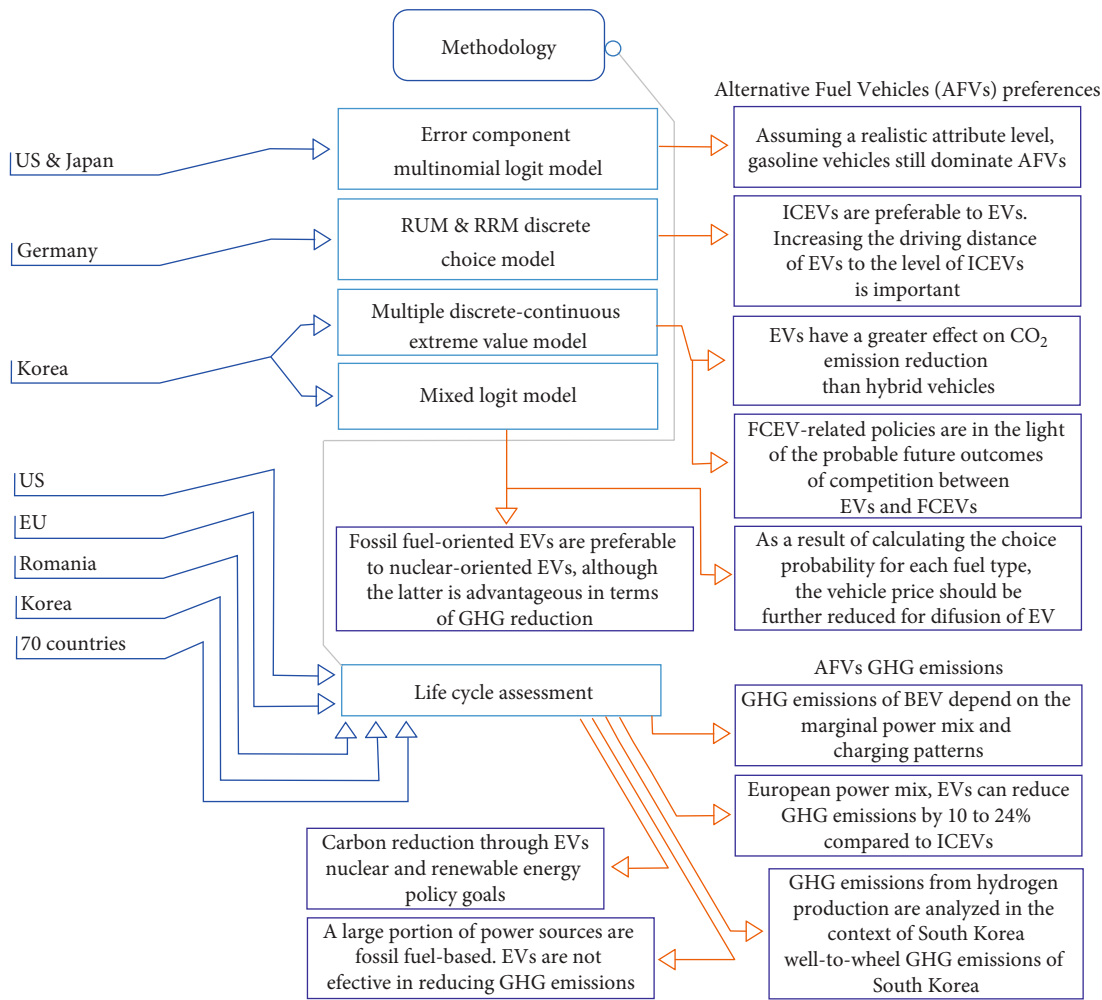 Methodology
Alternative Fuel Vehicles (AFVs) preferences
US & Japan
Error component
multinomial logit model
Assuming a realistic attribute level,
gasoline vehicles still dominate AFVs
Germany
RUM & RRM discrete
choice model
ICEVs are preferable to EVs.
Increasing the driving distance
of EVs to the level of ICEVs
is important
Korea
Multiple discrete-continuous
extreme value model
Mixed logit model
EVs have a greater effect on CO₂
emission reduction
than hybrid vehicles
FCEV-related policies are in the light
of the probable future outcomes
of competition between
EVs and FCEVs
Fossil fuel-oriented EVs are preferable
to nuclear-oriented EVs, although
the latter is advantageous in terms
of GHG reduction
As a result of calculating the choice
probability for each fuel type,
the vehicle price should be
further reduced for difusion of EV
US
EU
Romania
Korea
70 countries
Life cycle assessment
AFVs GHG emissions
GHG emissions of BEV depend on the
marginal power mix and
charging patterns
European power mix, EVs can reduce
GHG emissions by 10 to 24%
compared to ICEVs
Carbon reduction through EVs
nuclear and renewable energy
policy goals
GHG emissions from hydrogen
production are analyzed in the
context of South Korea
well-to-wheel GHG emissions of
South Korea
A large portion of power sources are
fossil fuel-based. EVs are not
efective in reducing GHG emissions